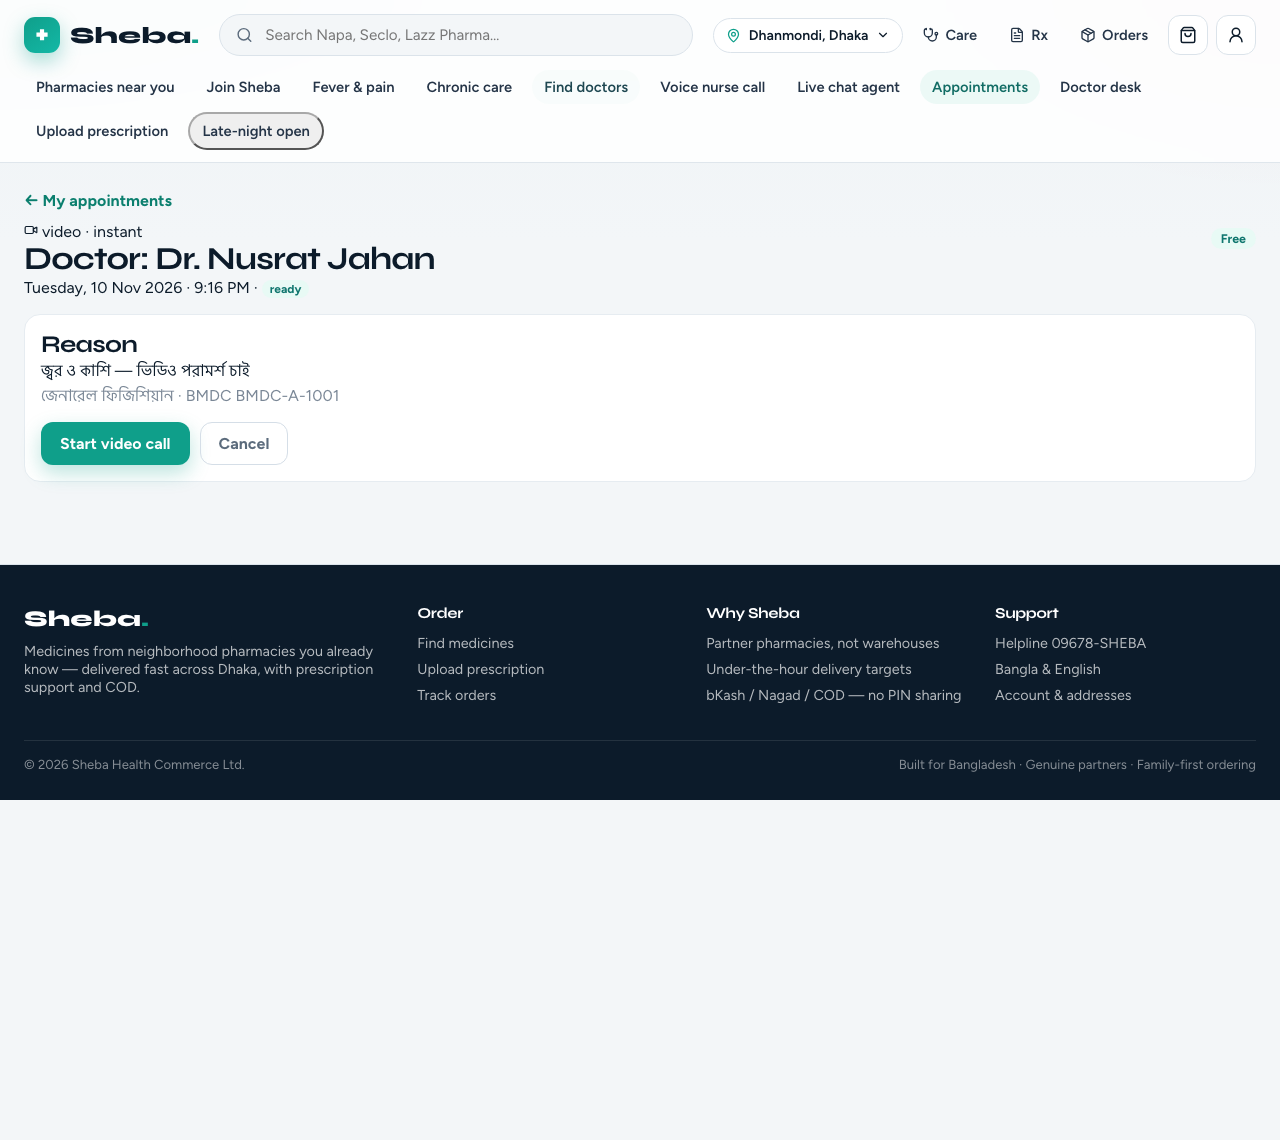 Sheba.
Search Napa, Seclo, Lazz Pharma...
Dhanmondi, Dhaka
Care
Rx
Orders
Pharmacies near you
Join Sheba
Fever & pain
Chronic care
Find doctors
Voice nurse call
Live chat agent
Appointments
Doctor desk
Upload prescription
Late-night open
← My appointments
video · instant
Free
Doctor: Dr. Nusrat Jahan
Tuesday, 10 Nov 2026 · 9:16 PM · ready
Reason
জ্বর ও কাশি — ভিডিও পরামর্শ চাই
জেনারেল ফিজিশিয়ান · BMDC BMDC-A-1001
Start video call
Cancel
Sheba.
Medicines from neighborhood pharmacies you already
know — delivered fast across Dhaka, with prescription
support and COD.
Order
Find medicines
Upload prescription
Track orders
Why Sheba
Partner pharmacies, not warehouses
Under-the-hour delivery targets
bKash / Nagad / COD — no PIN sharing
Support
Helpline 09678-SHEBA
Bangla & English
Account & addresses
© 2026 Sheba Health Commerce Ltd.
Built for Bangladesh · Genuine partners · Family-first ordering